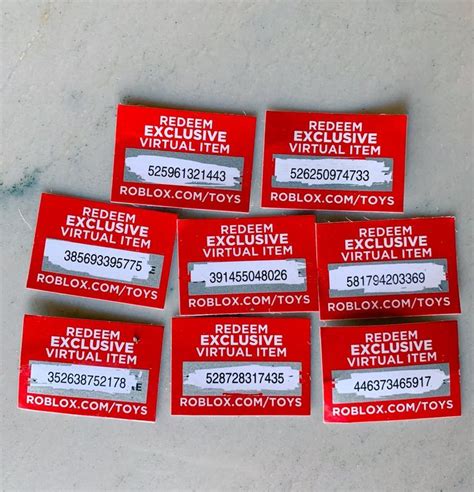 REDEEM
EXCLUSIVE
VIRTUAL ITEM
525961321443
ROBLOX.COM/TOYS
REDEEM
EXCLUSIVE
VIRTUAL ITEM
526250974733
ROBLOX.COM/TOYS
REDEEM
EXCLUSIVE
VIRTUAL ITEM
385693395775
ROBLOX.COM/TOYS
REDEEM
EXCLUSIVE
VIRTUAL ITEM
391455048026
ROBLOX.COM/TOYS
REDEEM
EXCLUSIVE
VIRTUAL ITEM
581794203369
ROBLOX.COM/TOYS
REDEEM
EXCLUSIVE
VIRTUAL ITEM
352638752178
ROBLOX.COM/TOYS
REDEEM
EXCLUSIVE
VIRTUAL ITEM
528728317435
ROBLOX.COM/TOYS
REDEEM
EXCLUSIVE
VIRTUAL ITEM
446373465917
ROBLOX.COM/TOYS